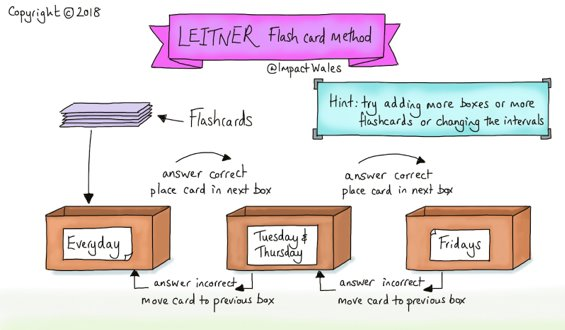 Copyright © 2018
LEITNER Flash card method
@ImpactWales
Hint: try adding more boxes or more
flashcards or changing the intervals
Flashcards
answer correct
place card in next box
answer correct
place card in next box
Everyday
Tuesday &
Thursday
Fridays
answer incorrect
move card to previous box
answer incorrect
move card to previous box